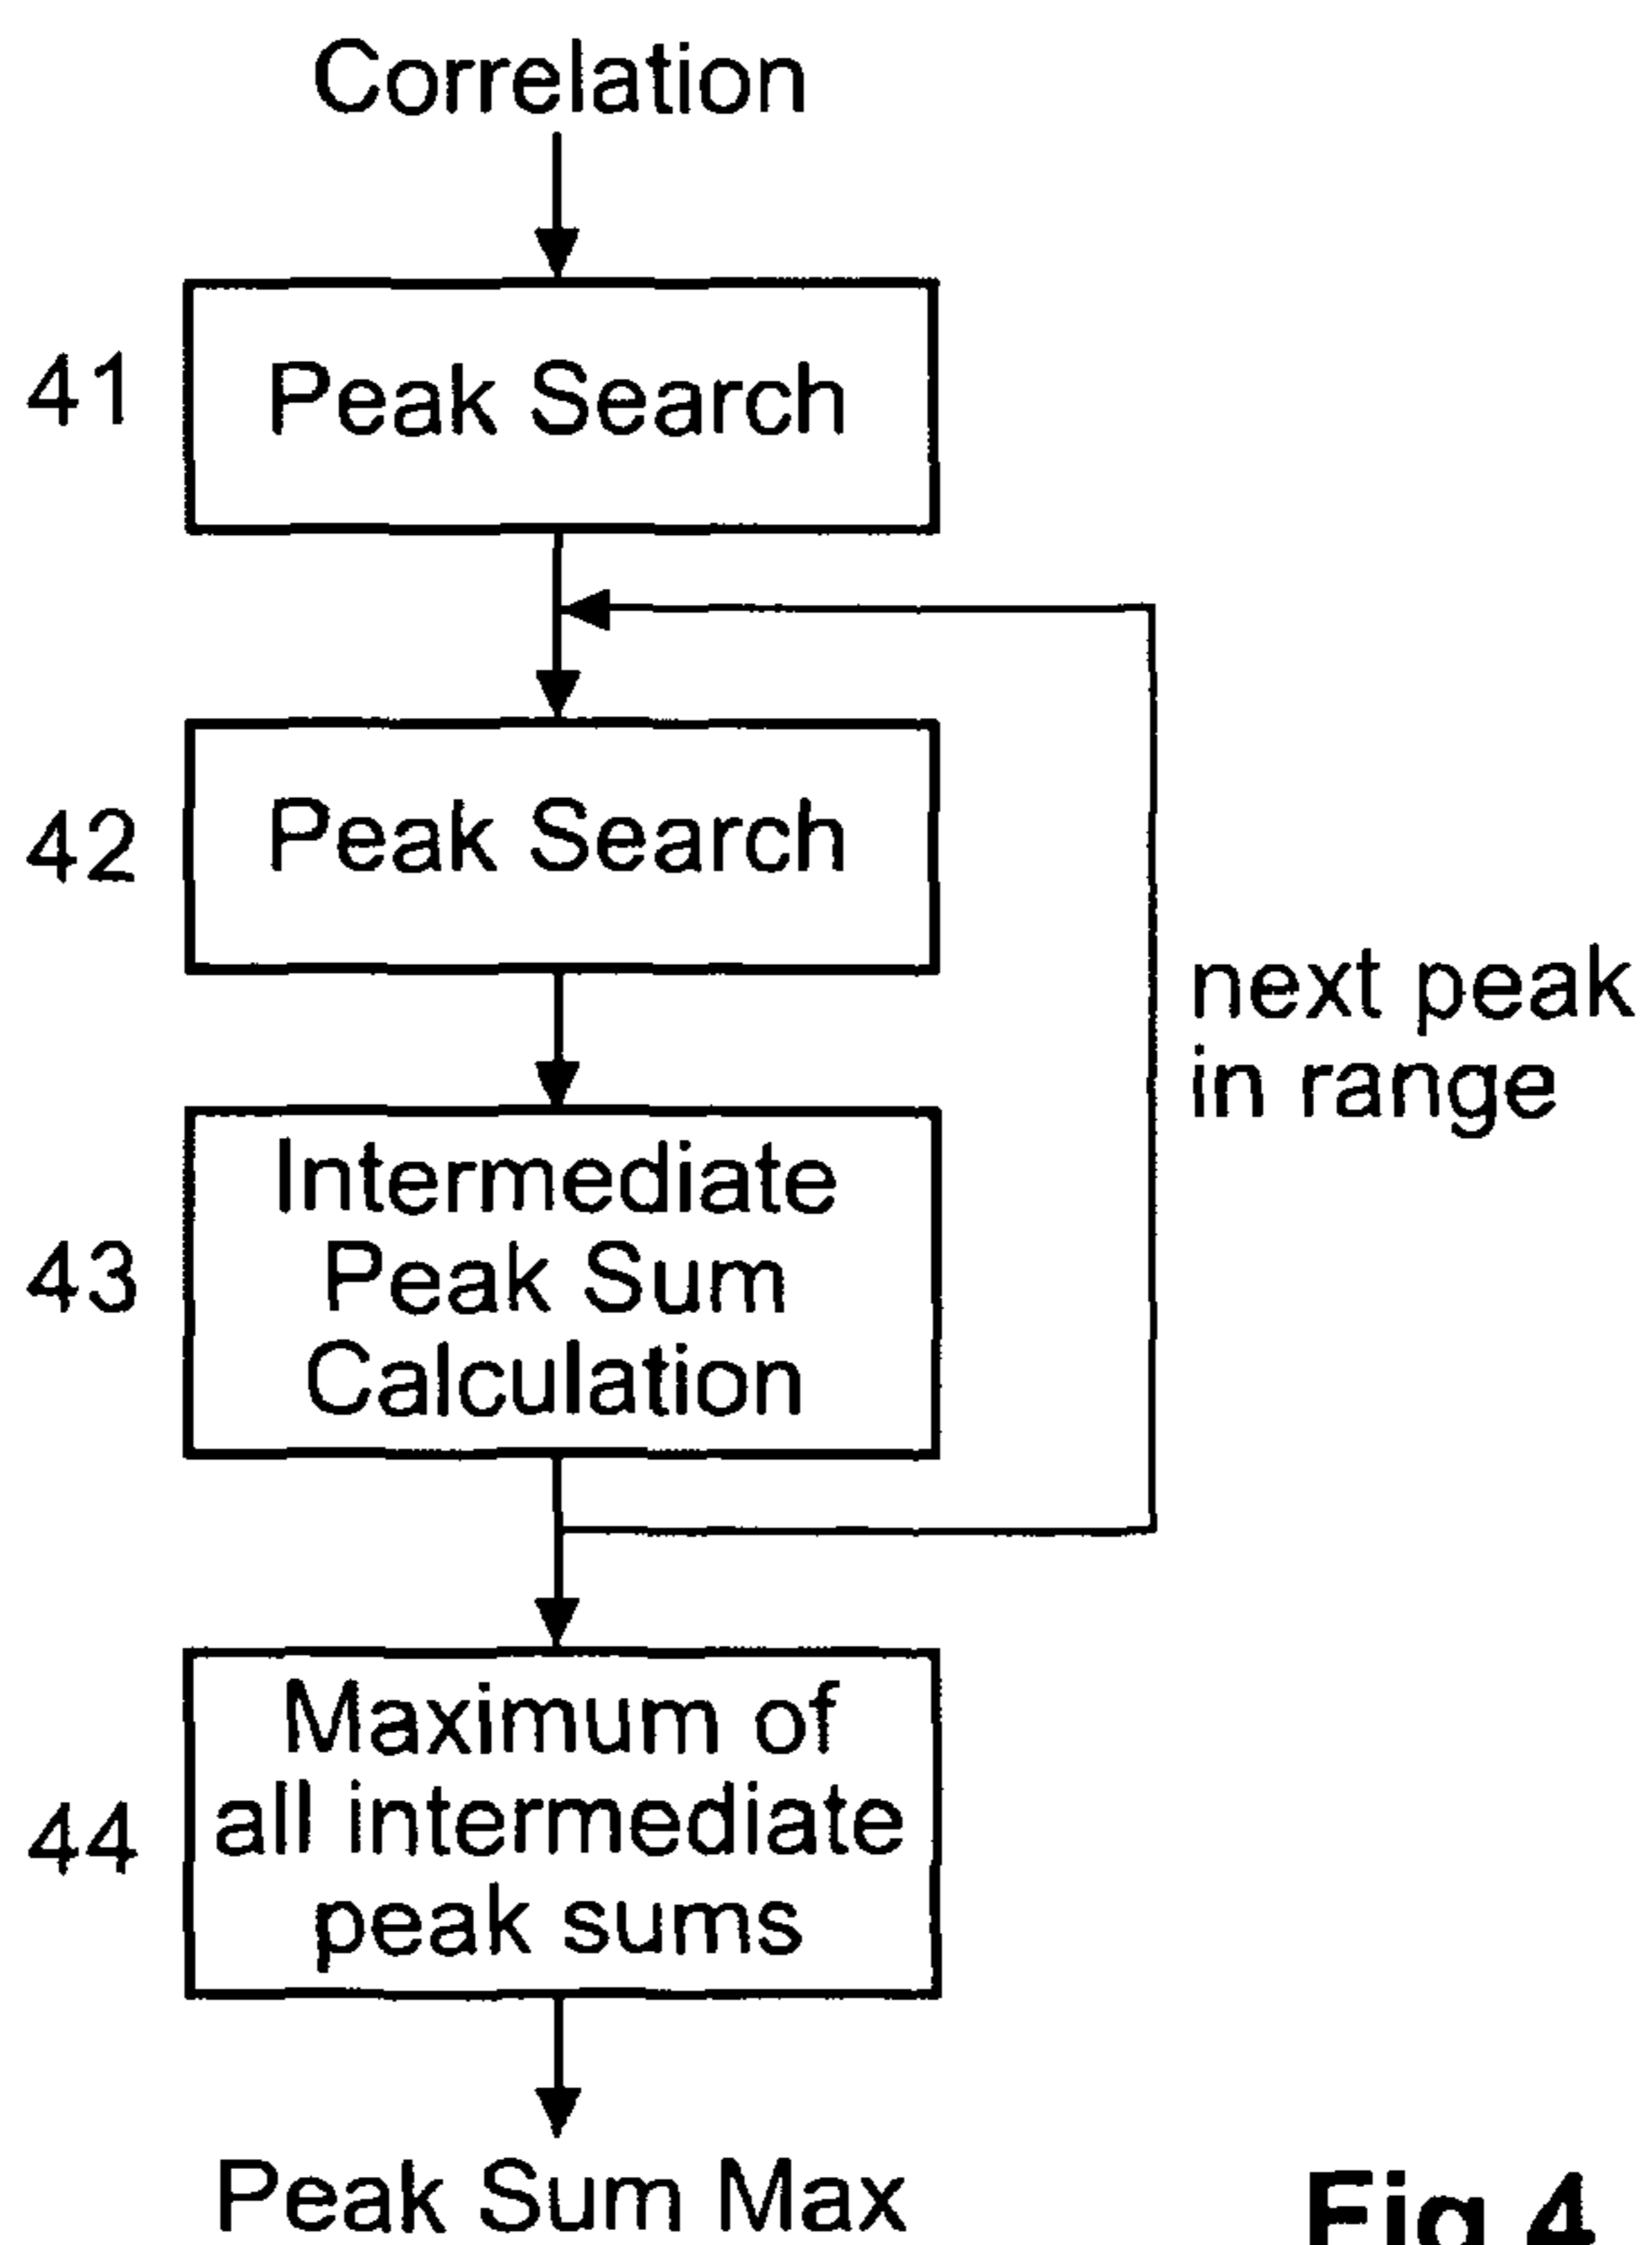 Correlation
41
Peak Search
42
Peak Search
next peak
in range
43
Intermediate
Peak Sum
Calculation
44
Maximum of
all intermediate
peak sums
Peak Sum Max
Fig 4